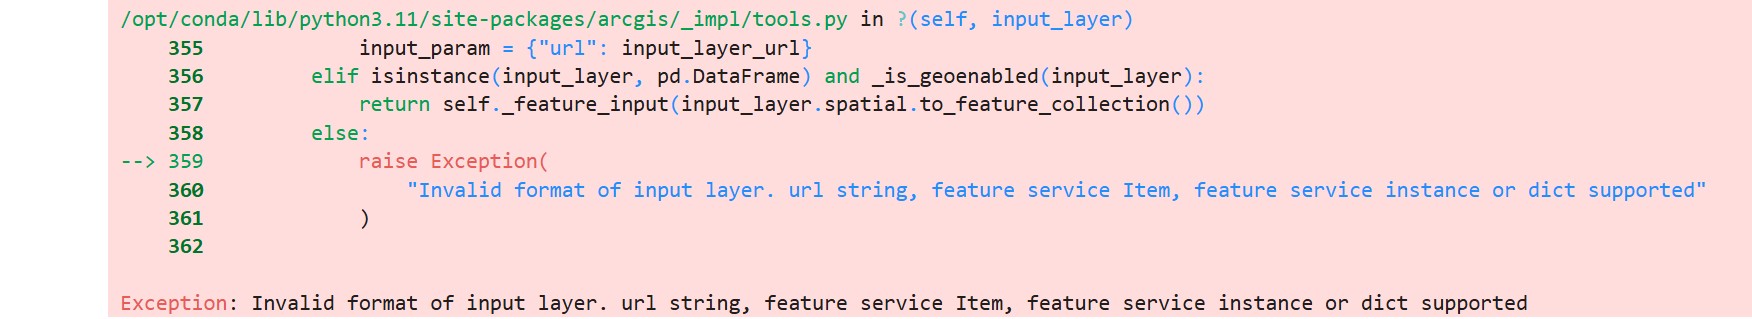 /opt/conda/lib/python3.11/site-packages/arcgis/_impl/tools.py in ?(self, input_layer)
    355             input_param = {"url": input_layer_url}
    356         elif isinstance(input_layer, pd.DataFrame) and _is_geoenabled(input_layer):
    357             return self._feature_input(input_layer.spatial.to_feature_collection())
    358         else:
--> 359             raise Exception(
    360                 "Invalid format of input layer. url string, feature service Item, feature service instance or dict supported"
    361             )
    362
Exception: Invalid format of input layer. url string, feature service Item, feature service instance or dict supported